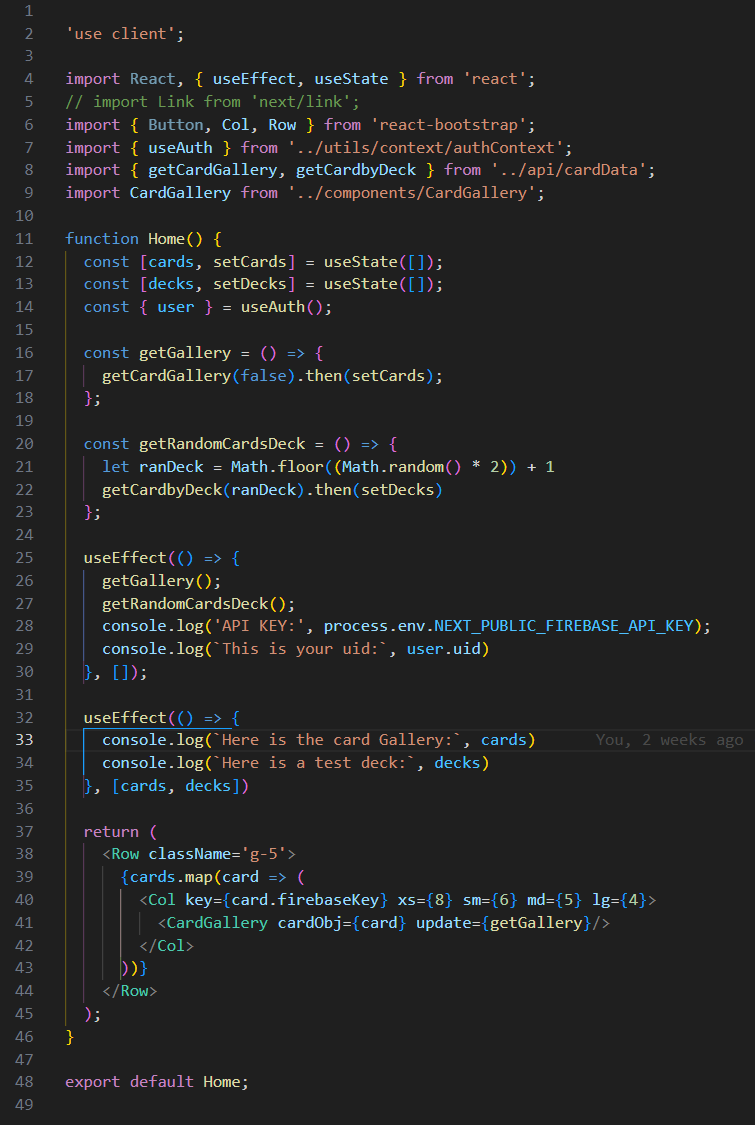 1
2 'use client';
3
4 import React, { useEffect, useState } from 'react';
5 // import Link from 'next/link';
6 import { Button, Col, Row } from 'react-bootstrap';
7 import { useAuth } from '../utils/context/authContext';
8 import { getCardGallery, getCardbyDeck } from '../api/cardData';
9 import CardGallery from '../components/CardGallery';
10
11 function Home() {
12   const [cards, setCards] = useState([]);
13   const [decks, setDecks] = useState([]);
14   const { user } = useAuth();
15
16   const getGallery = () => {
17     getCardGallery(false).then(setCards);
18   };
19
20   const getRandomCardsDeck = () => {
21     let ranDeck = Math.floor((Math.random() * 2)) + 1
22     getCardbyDeck(ranDeck).then(setDecks)
23   };
24
25   useEffect(() => {
26     getGallery();
27     getRandomCardsDeck();
28     console.log('API KEY:', process.env.NEXT_PUBLIC_FIREBASE_API_KEY);
29     console.log(`This is your uid:`, user.uid)
30   }, []);
31
32   useEffect(() => {
33     console.log(`Here is the card Gallery:`, cards)      You, 2 weeks ago
34     console.log(`Here is a test deck:`, decks)
35   }, [cards, decks])
36
37   return (
38     <Row className='g-5'>
39       {cards.map(card => (
40         <Col key={card.firebaseKey} xs={8} sm={6} md={5} lg={4}>
41           <CardGallery cardObj={card} update={getGallery}/>
42         </Col>
43       ))}
44     </Row>
45   );
46 }
47
48 export default Home;
49